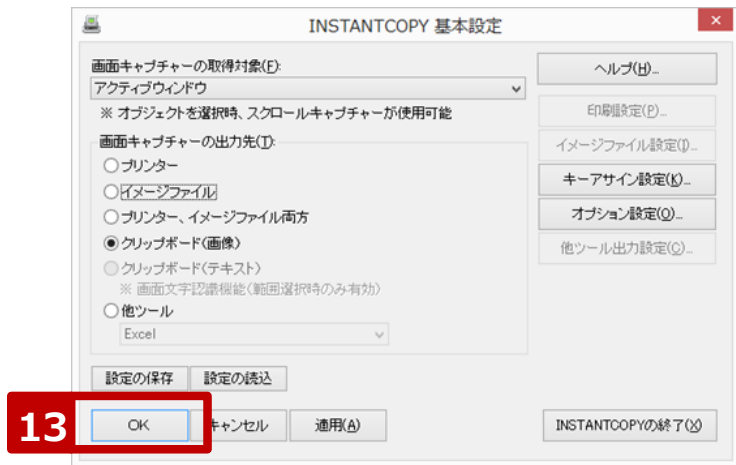 INSTANTCOPY 基本設定
画面キャプチャーの取得対象(F):
アクティブウィンドウ
※ オブジェクトを選択時、スクロールキャプチャーが使用可能
画面キャプチャーの出力先(T):
プリンター
イメージファイル
プリンター、イメージファイル両方
クリップボード(画像)
クリップボード(テキスト)
※ 画面文字認識機能(範囲選択時のみ有効)
他ツール
Excel
ヘルプ(H)...
印刷設定(P)...
イメージファイル設定(I)...
キーアサイン設定(K)...
オプション設定(O)...
他ツール出力設定(C)...
設定の保存 設定の読込
13 OK キャンセル 適用(A) INSTANTCOPYの終了(X)